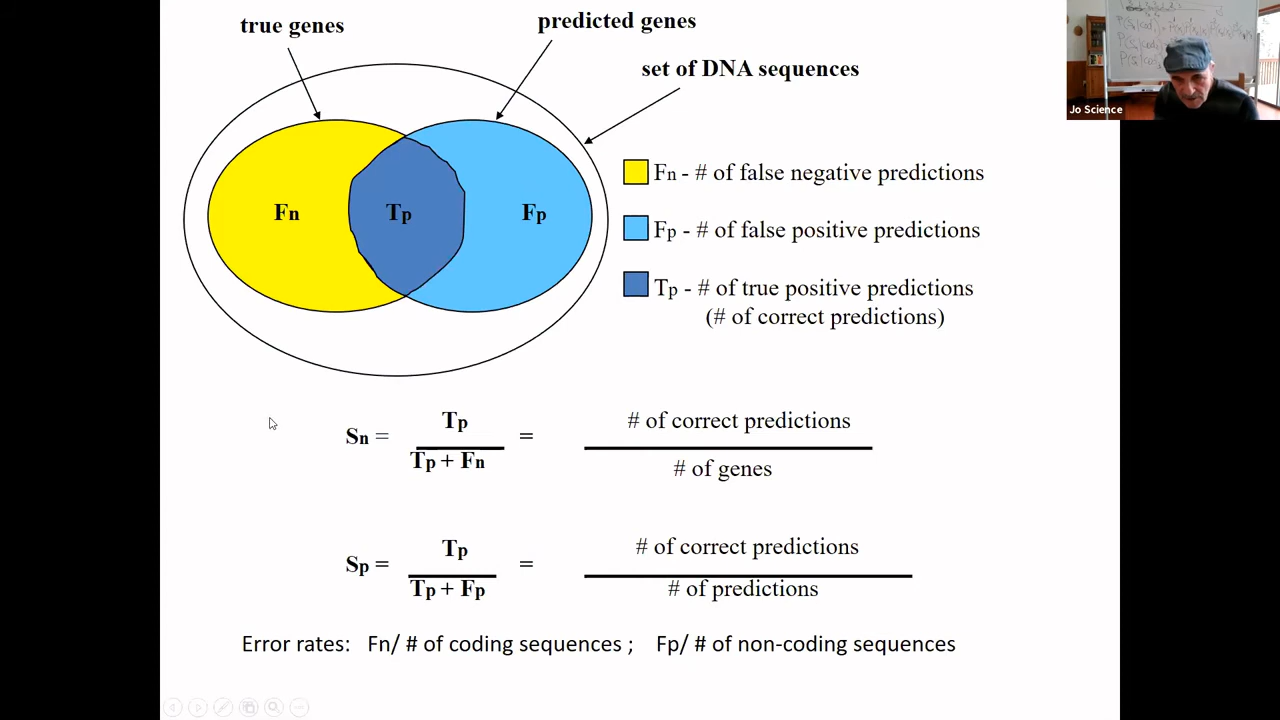 true genes
predicted genes
set of DNA sequences
Jo Science
Fn
Tp
Fp
Fn - # of false negative predictions
Fp - # of false positive predictions
Tp - # of true positive predictions
(# of correct predictions)
Sn = Tp / Tp + Fn = # of correct predictions / # of genes
Sp = Tp / Tp + Fp = # of correct predictions / # of predictions
Error rates: Fn/ # of coding sequences ; Fp/ # of non-coding sequences